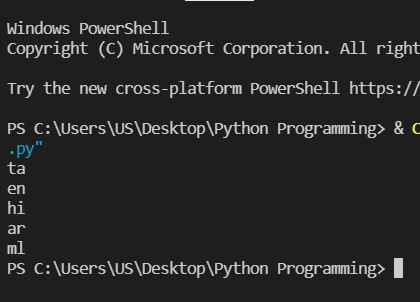 Windows PowerShell
Copyright (C) Microsoft Corporation. All right
Try the new cross-platform PowerShell https://
PS C:\Users\US\Desktop\Python Programming> &
.py"
ta
en
hi
ar
ml
PS C:\Users\US\Desktop\Python Programming>